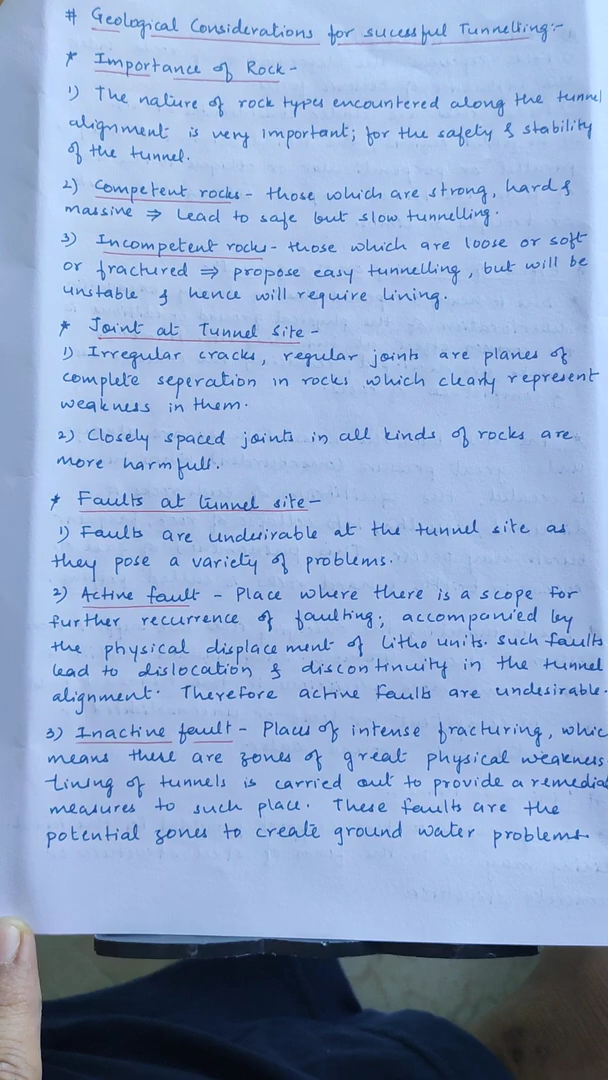 # Geological Considerations for sucessful Tunnelling:-
* Importance of Rock -
1) The nature of rock types encountered along the tunnel
alignment is very important; for the safety & stability
of the tunnel.
2) Competent rocks - those which are strong, hard &
massive ⇒ Lead to safe but slow tunnelling.
3) Incompetent rocks - those which are loose or soft
or fractured ⇒ propose easy tunnelling, but will be
unstable & hence will require lining.
* Joint at Tunnel Site -
1) Irregular cracks, regular joints are planes of
complete seperation in rocks which clearly represent
weakness in them.
2) Closely spaced joints in all kinds of rocks are
more harmfull.
* Faults at tunnel site -
1) Faults are undesirable at the tunnel site as
they pose a variety of problems.
2) Active fault - Place where there is a scope for
further recurrence of faulting; accompanied by
the physical displacement of Litho units. Such faults
lead to dislocation & discontinuity in the tunnel
alignment. Therefore active faults are undesirable.
3) Inactive fault - Places of intense fracturing, whic
means there are zones of great physical weakness
Lining of tunnels is carried out to provide a remedial
measures to such place. These faults are the
potential zones to create ground water problems